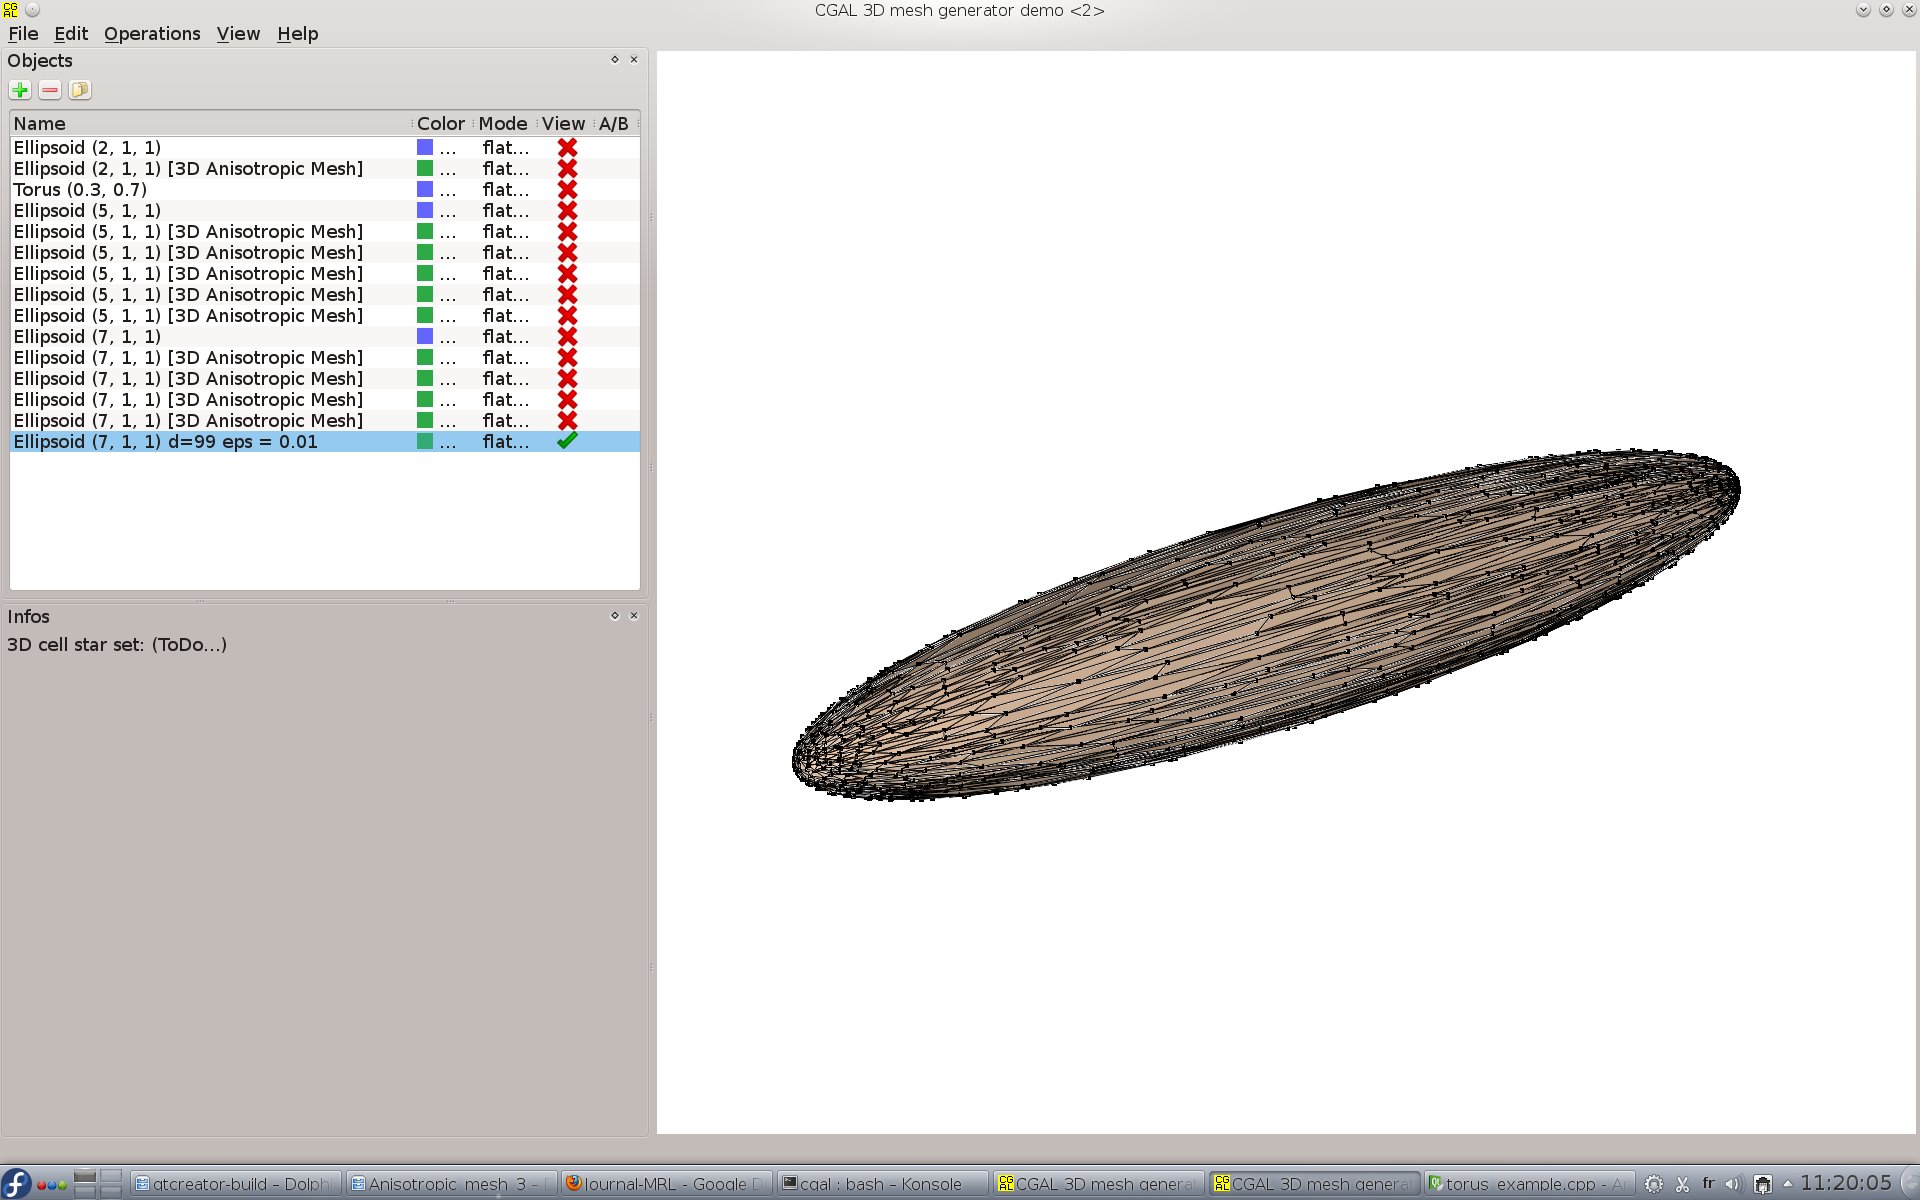 CGAL 3D mesh generator demo <2>
File Edit Operations View Help
Objects
Name Color Mode View A/B
Ellipsoid (2, 1, 1) ... flat...
Ellipsoid (2, 1, 1) [3D Anisotropic Mesh] ... flat...
Torus (0.3, 0.7) ... flat...
Ellipsoid (5, 1, 1) ... flat...
Ellipsoid (5, 1, 1) [3D Anisotropic Mesh] ... flat...
Ellipsoid (5, 1, 1) [3D Anisotropic Mesh] ... flat...
Ellipsoid (5, 1, 1) [3D Anisotropic Mesh] ... flat...
Ellipsoid (5, 1, 1) [3D Anisotropic Mesh] ... flat...
Ellipsoid (5, 1, 1) [3D Anisotropic Mesh] ... flat...
Ellipsoid (7, 1, 1) ... flat...
Ellipsoid (7, 1, 1) [3D Anisotropic Mesh] ... flat...
Ellipsoid (7, 1, 1) [3D Anisotropic Mesh] ... flat...
Ellipsoid (7, 1, 1) [3D Anisotropic Mesh] ... flat...
Ellipsoid (7, 1, 1) [3D Anisotropic Mesh] ... flat...
Ellipsoid (7, 1, 1) d=99 eps = 0.01 ... flat...
Infos
3D cell star set: (ToDo...)
qtcreator-build – Dolph Anisotropic_mesh_3 – Journal-MRL – Google D cgal : bash – Konsole CGAL 3D mesh generat CGAL 3D mesh generat torus_example.cpp – fr 11:20:05